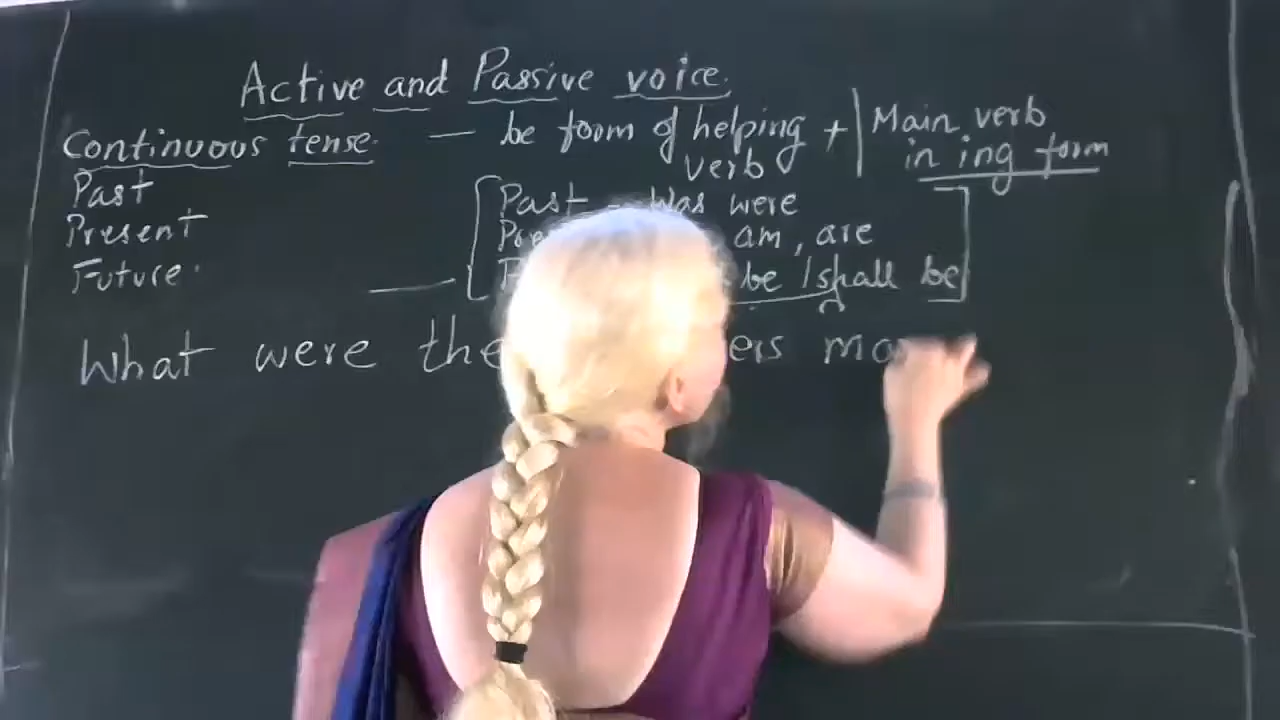 Active and Passive voice.
Continuous tense. — be form of helping verb + | Main verb in ing form
Past
Present
Future.
Past - Was were
am, are
be / shall be
What were the